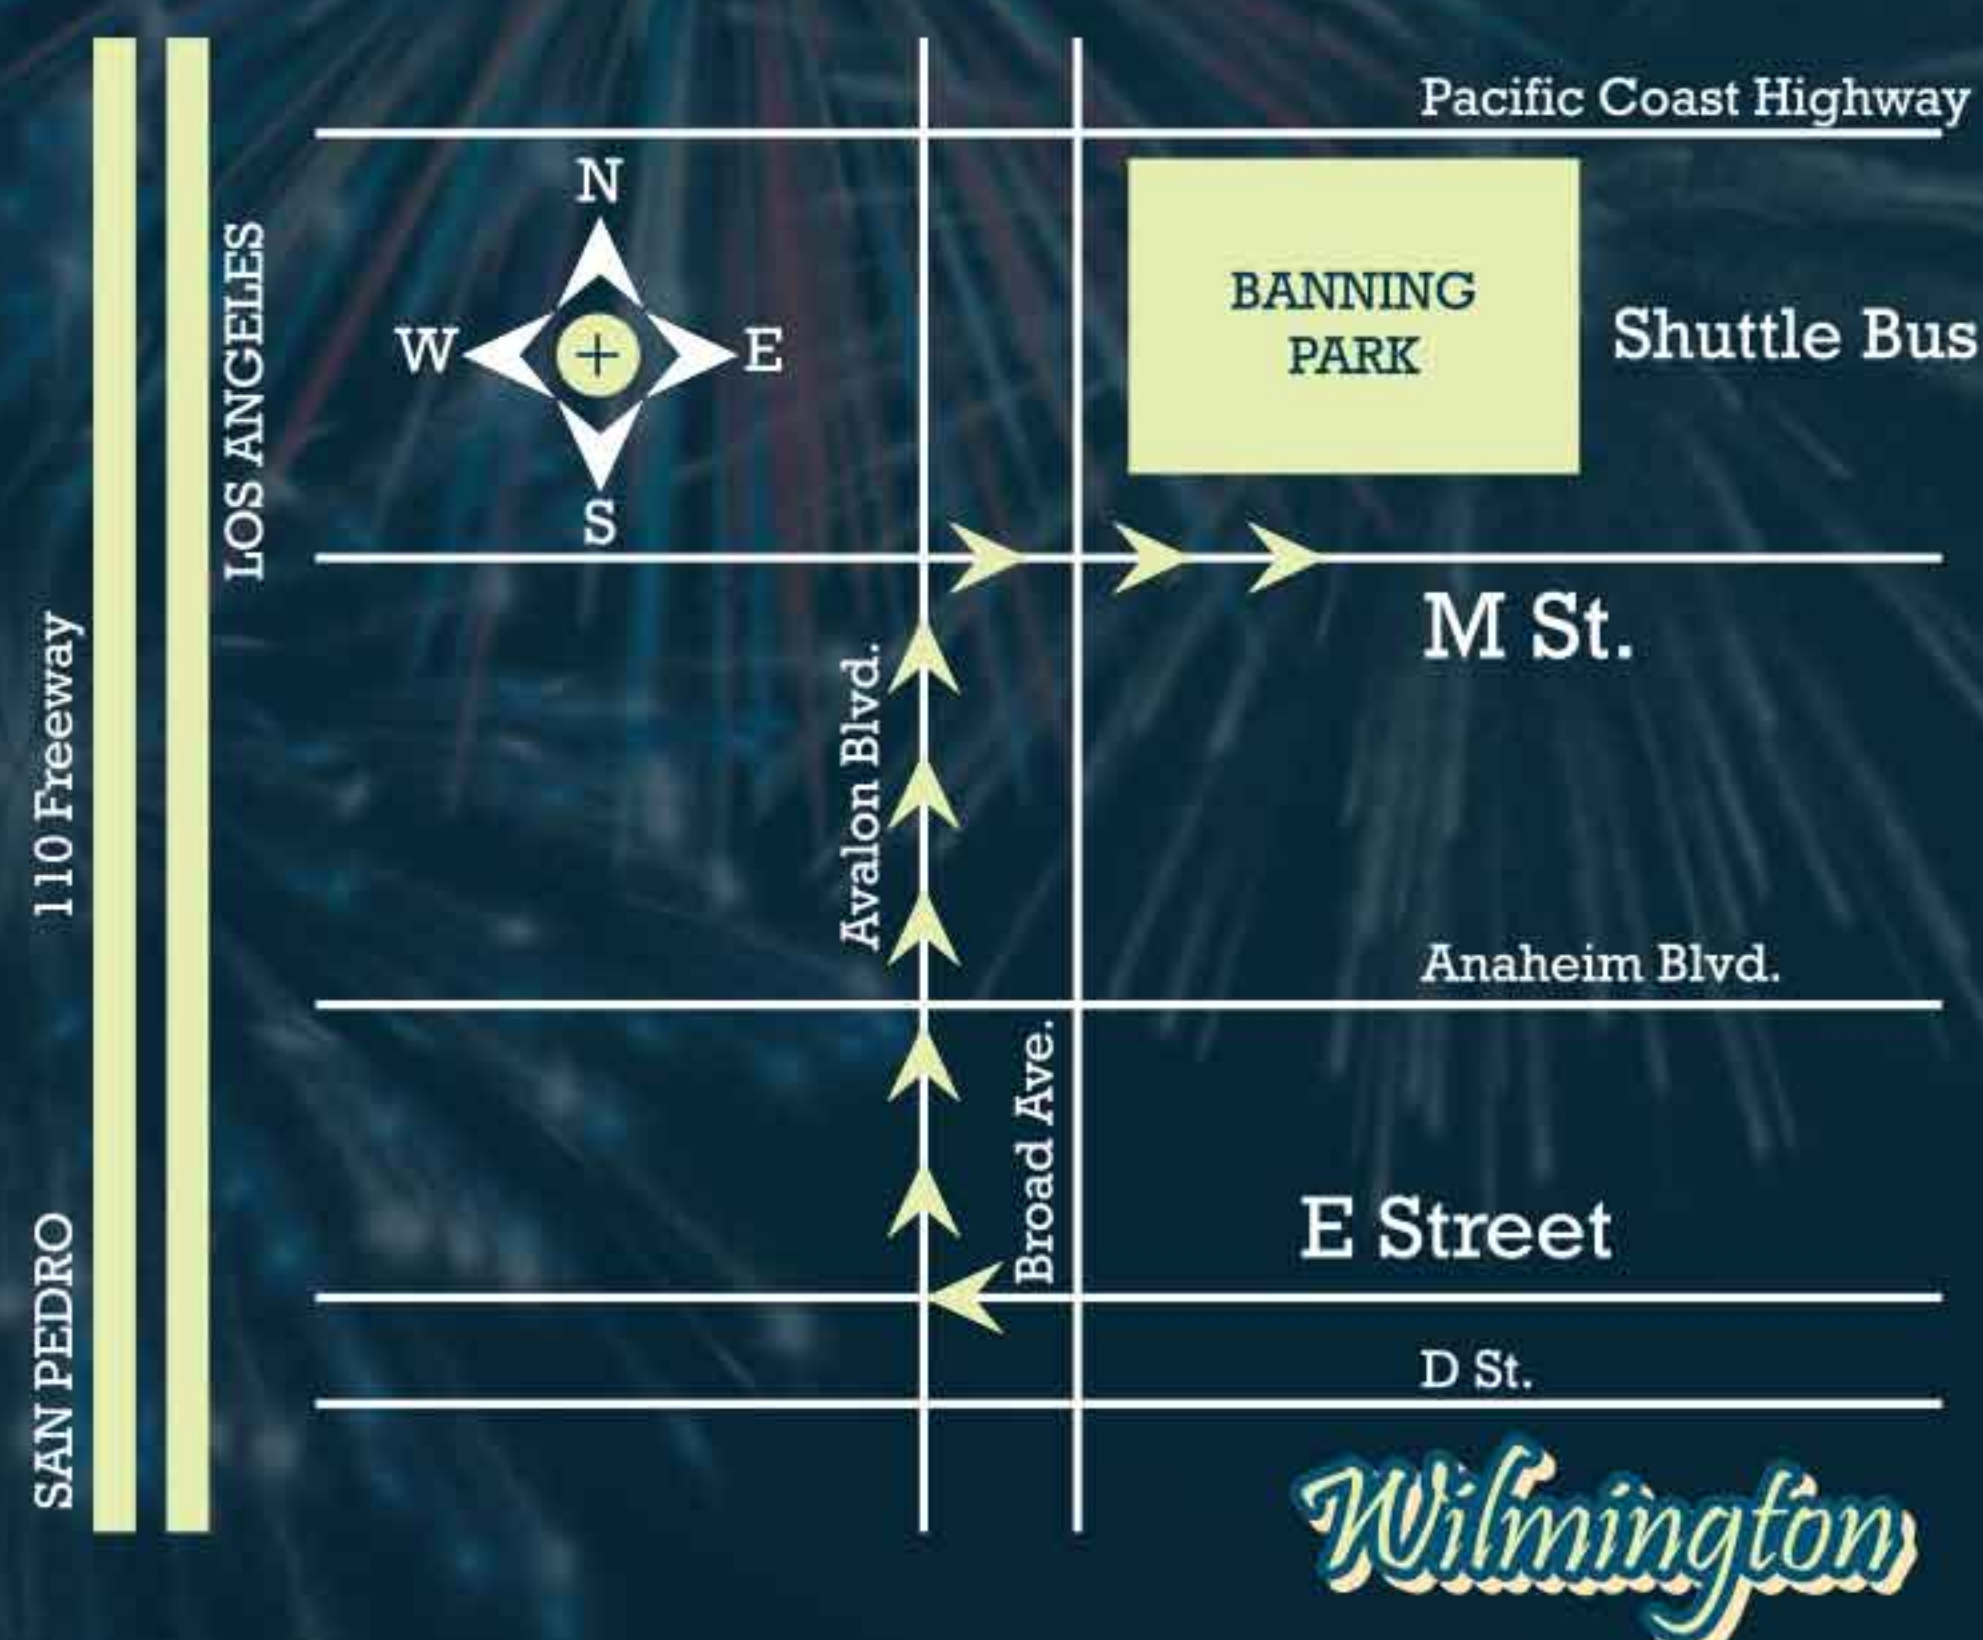 Pacific Coast Highway
N
W
E
S
BANNING
PARK
Shuttle Bus
LOS ANGELES
M St.
110 Freeway
Avalon Blvd.
Anaheim Blvd.
Broad Ave.
E Street
SAN PEDRO
D St.
Wilmington